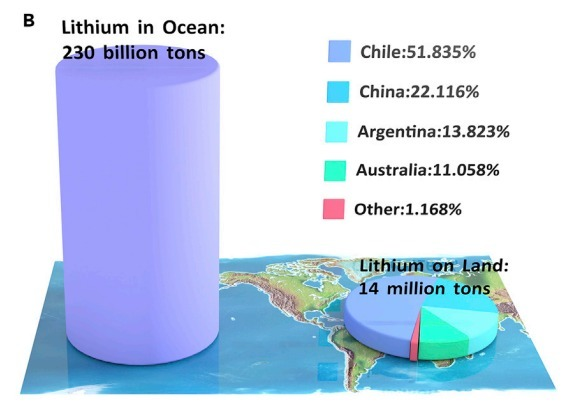 B
Lithium in Ocean:
230 billion tons
Chile:51.835%
China:22.116%
Argentina:13.823%
Australia:11.058%
Other:1.168%
Lithium on Land:
14 million tons